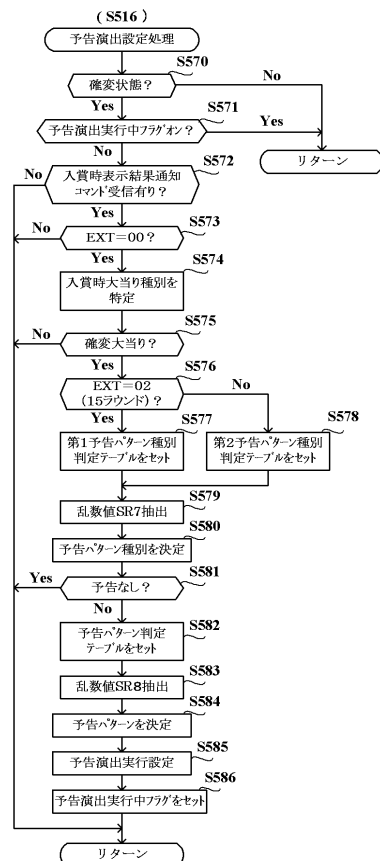 (S516)
予告演出設定処理
S570
確変状態?
No
Yes
S571
予告演出実行中フラグオン?
Yes
No
リターン
S572
入賞時表示結果通知
コマンド受信有り?
No
Yes
S573
EXT=00?
No
Yes
S574
入賞時大当り種別を
特定
S575
確変大当り?
No
Yes
S576
EXT=02
(15ラウンド)?
No
Yes
S577
第1予告パターン種別
判定テーブルをセット
S578
第2予告パターン種別
判定テーブルをセット
S579
乱数値SR7抽出
S580
予告パターン種別を決定
S581
予告なし?
Yes
No
S582
予告パターン判定
テーブルをセット
S583
乱数値SR8抽出
S584
予告パターンを決定
S585
予告演出実行設定
S586
予告演出実行中フラグをセット
リターン